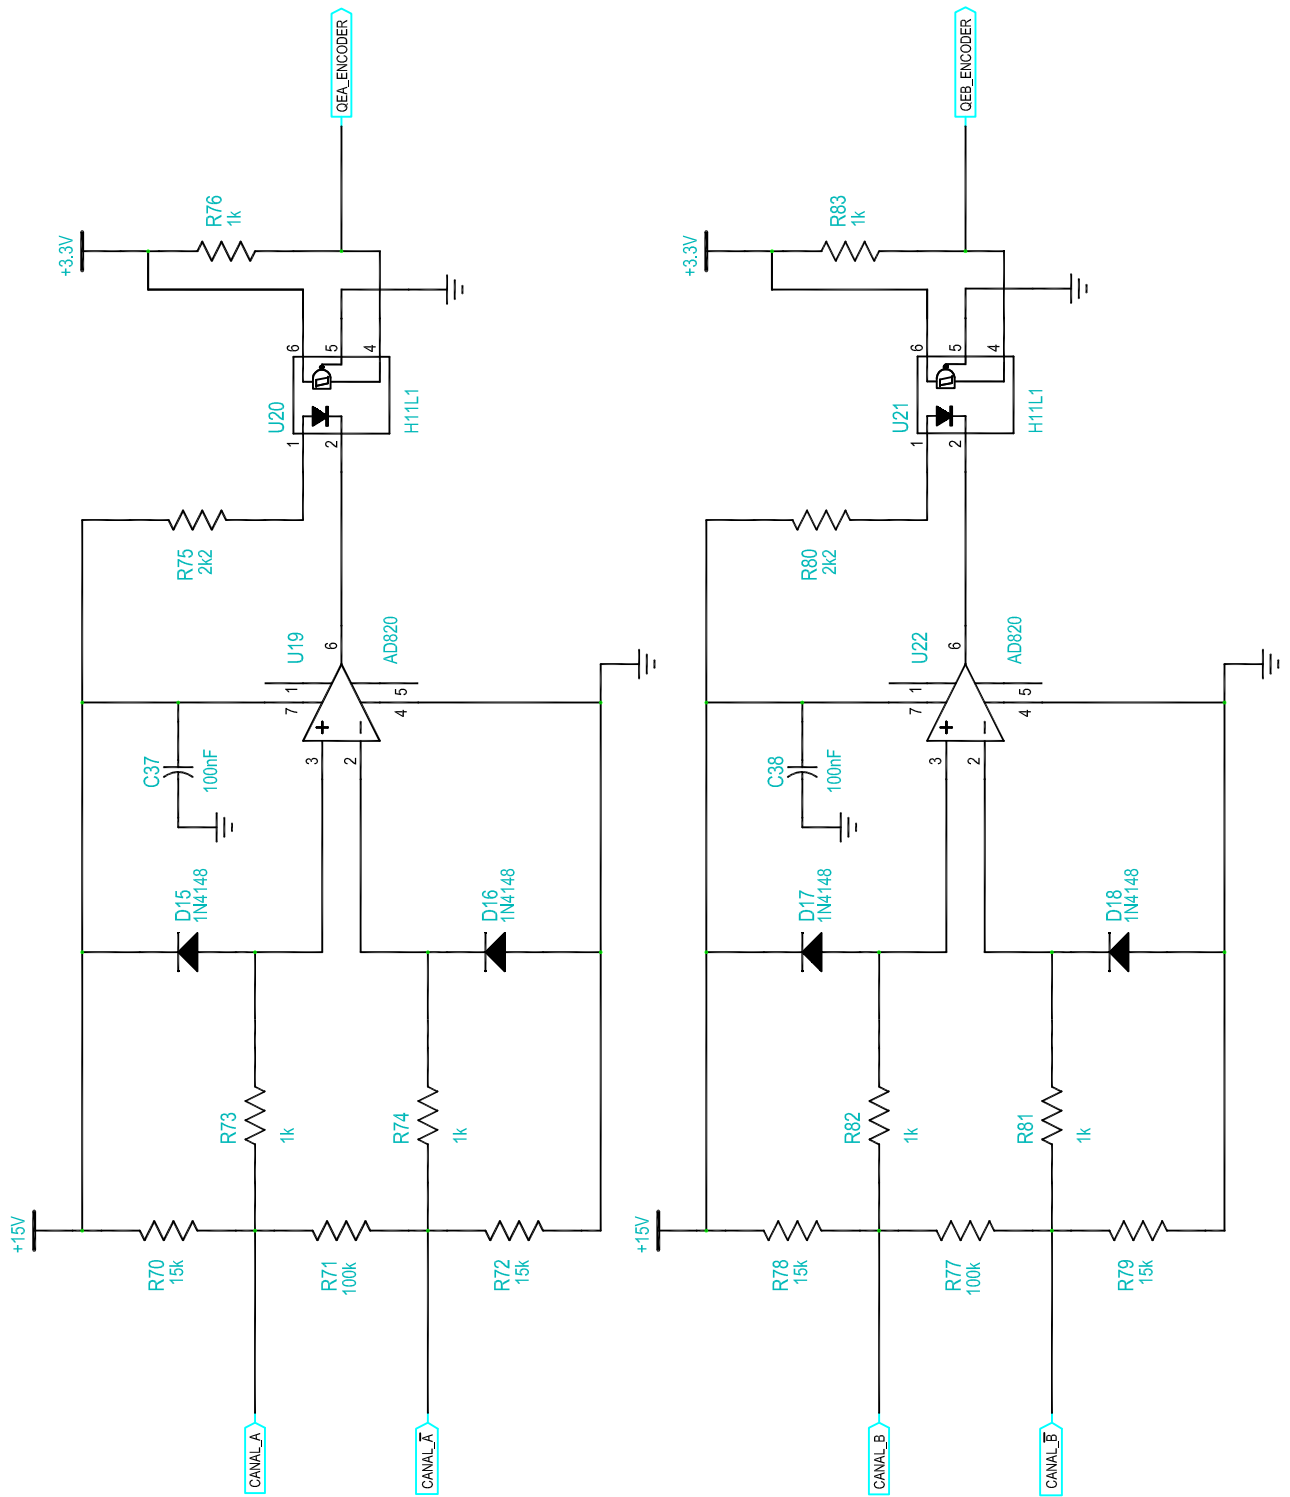 QEA_ENCODER
QEB_ENCODER
+3.3V
R76
1k
+3.3V
R83
1k
6
5
4
U20
H11L1
1
2
6
5
4
U21
H11L1
1
2
R75
2k2
R80
2k2
U19
6
AD820
1
7
5
4
3
2
U22
6
AD820
1
7
5
4
3
2
C37
100nF
C38
100nF
D15
1N4148
D16
1N4148
D17
1N4148
D18
1N4148
R73
1k
R74
1k
R82
1k
R81
1k
+15V
R70
15k
R71
100k
R72
15k
+15V
R78
15k
R77
100k
R79
15k
CANAL_A
CANAL_A̅
CANAL_B
CANAL_B̅